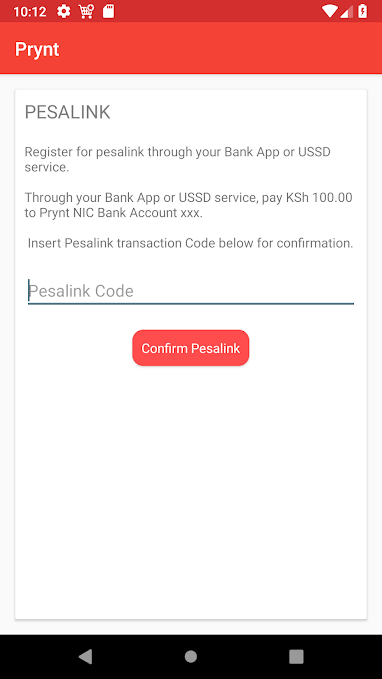 10:12
Prynt
PESALINK
Register for pesalink through your Bank App or USSD
service.
Through your Bank App or USSD service, pay KSh 100.00
to Prynt NIC Bank Account xxx.
Insert Pesalink transaction Code below for confirmation.
Pesalink Code
Confirm Pesalink